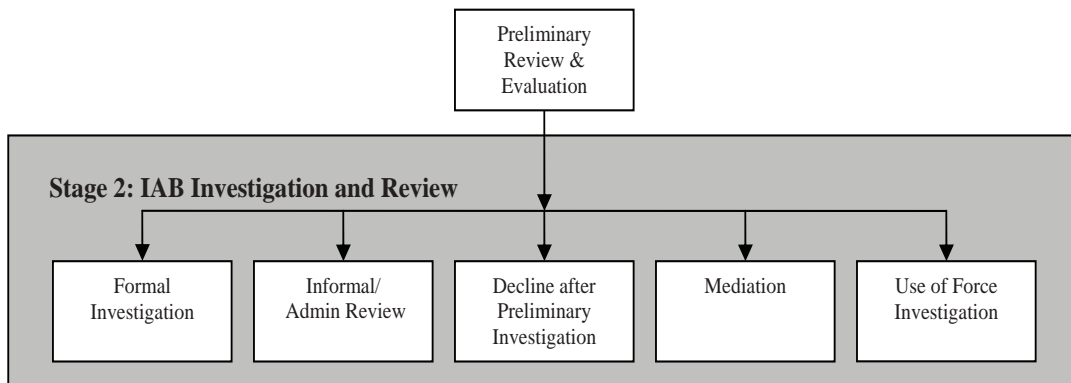 Preliminary
Review &
Evaluation
Stage 2: IAB Investigation and Review
Formal
Investigation
Informal/
Admin Review
Decline after
Preliminary
Investigation
Mediation
Use of Force
Investigation